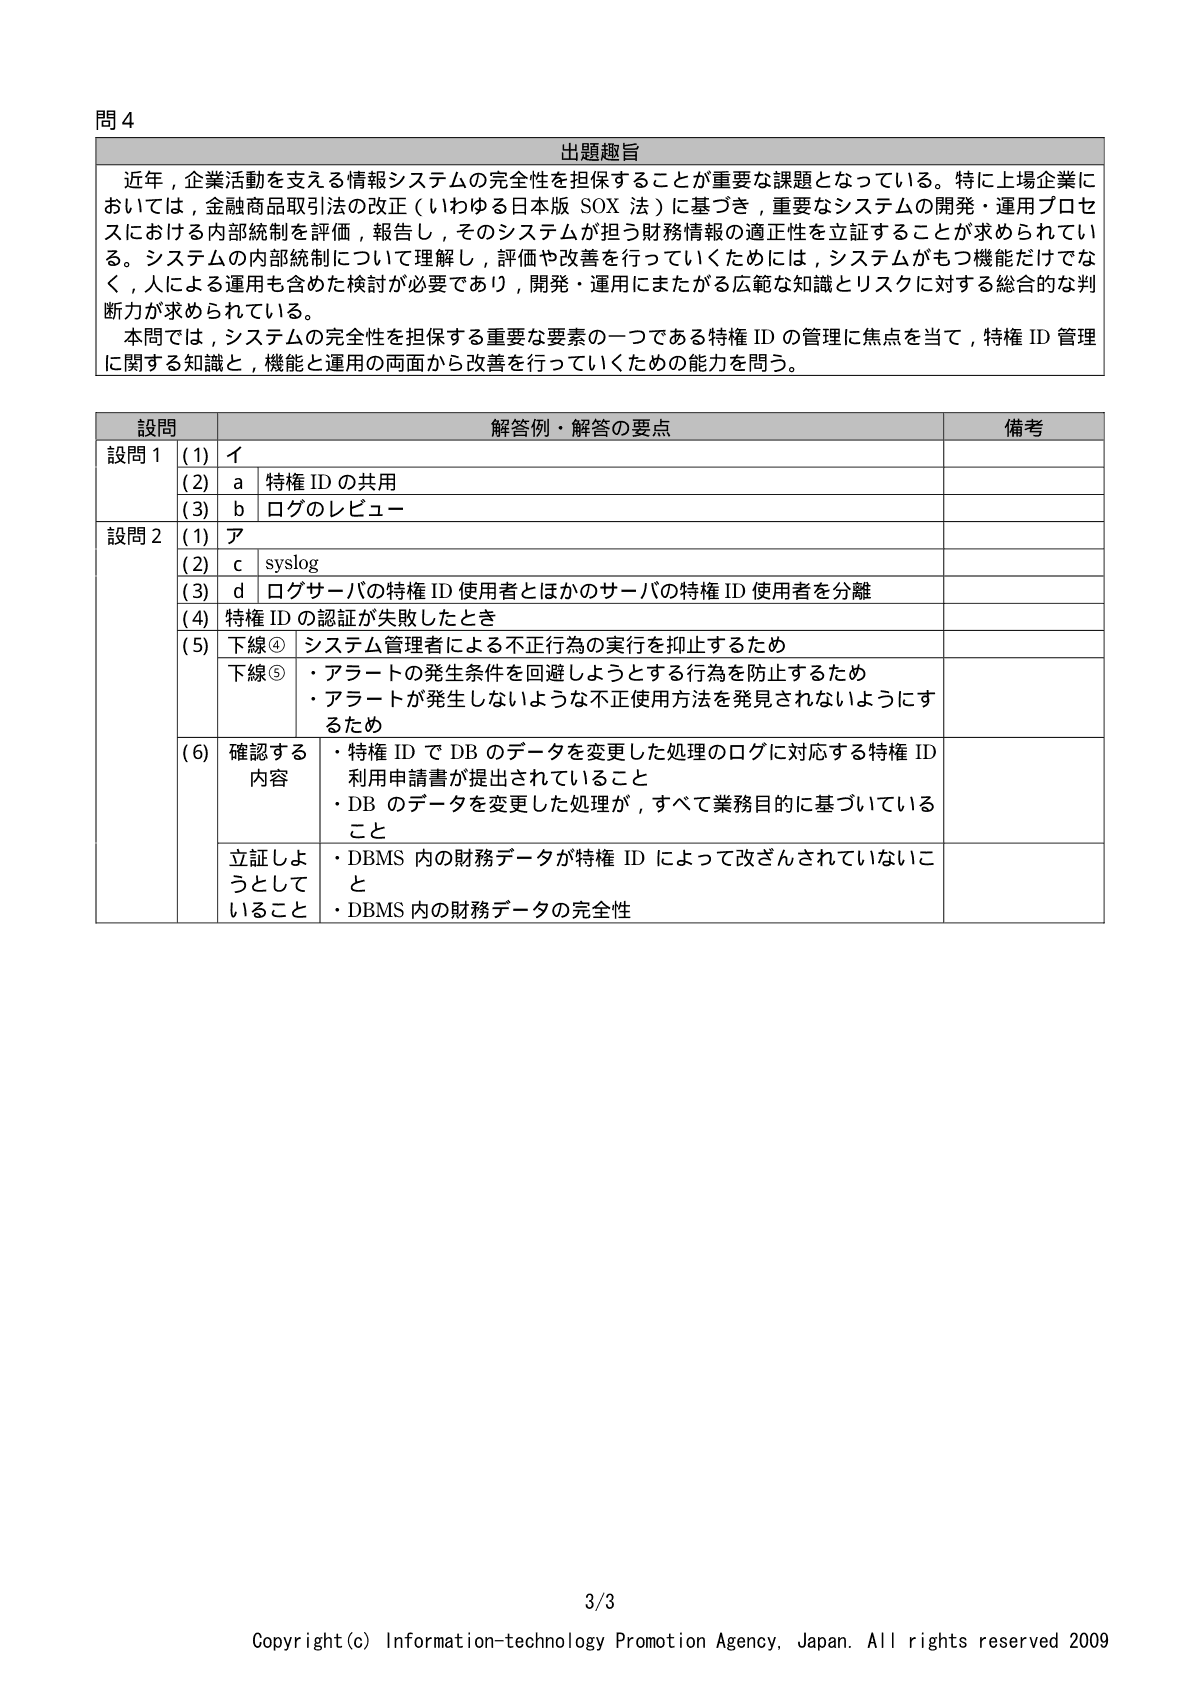 問4
出題趣旨
近年，企業活動を支える情報システムの完全性を担保することが重要な課題となっている。特に上場企業に
おいては，金融商品取引法の改正（いわゆる日本版 SOX 法）に基づき，重要なシステムの開発・運用プロセ
スにおける内部統制を評価，報告し，そのシステムが担う財務情報の適正性を立証することが求められてい
る。システムの内部統制について理解し，評価や改善を行っていくためには，システムがもつ機能だけでな
く，人による運用も含めた検討が必要であり，開発・運用にまたがる広範な知識とリスクに対する総合的な判
断力が求められている。
本問では，システムの完全性を担保する重要な要素の一つである特権 ID の管理に焦点を当て，特権 ID 管理
に関する知識と，機能と運用の両面から改善を行っていくための能力を問う。
設問 解答例・解答の要点 備考
設問1 (1) イ
(2) a 特権 ID の共用
(3) b ログのレビュー
設問2 (1) ア
(2) c syslog
(3) d ログサーバの特権 ID 使用者とほかのサーバの特権 ID 使用者を分離
(4) 特権 ID の認証が失敗したとき
(5) 下線④ システム管理者による不正行為の実行を抑止するため
下線⑤ ・アラートの発生条件を回避しようとする行為を防止するため
・アラートが発生しないような不正使用方法を発見されないようにす
るため
(6) 確認する ・特権 ID で DB のデータを変更した処理のログに対応する特権 ID
内容 利用申請書が提出されていること
・DB のデータを変更した処理が，すべて業務目的に基づいている
こと
立証しよ ・DBMS 内の財務データが特権 ID によって改ざんされていないこ
うとして と
いること ・DBMS 内の財務データの完全性
3/3
Copyright(c) Information-technology Promotion Agency, Japan. All rights reserved 2009